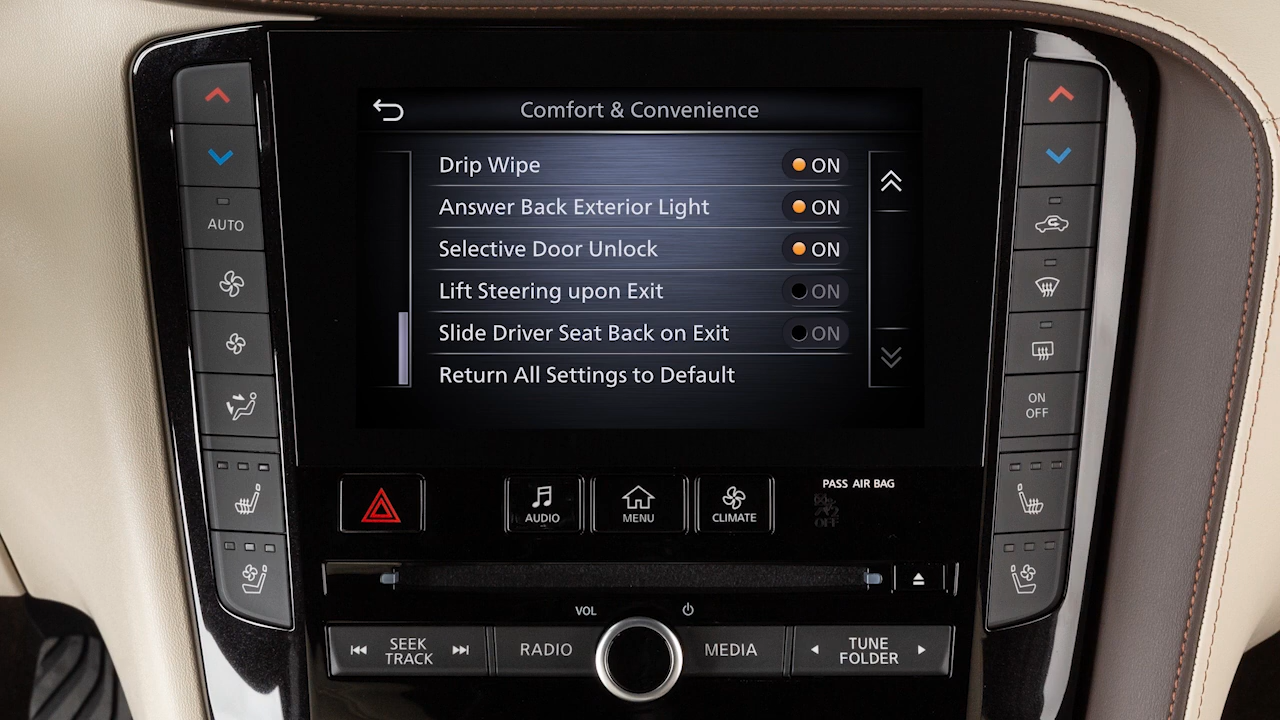 Comfort & Convenience
Drip Wipe ON
Answer Back Exterior Light ON
Selective Door Unlock ON
Lift Steering upon Exit ON
Slide Driver Seat Back on Exit ON
Return All Settings to Default
AUTO
ON
OFF
PASS AIR BAG
OFF
AUDIO
MENU
CLIMATE
VOL
SEEK
TRACK
RADIO
MEDIA
TUNE
FOLDER